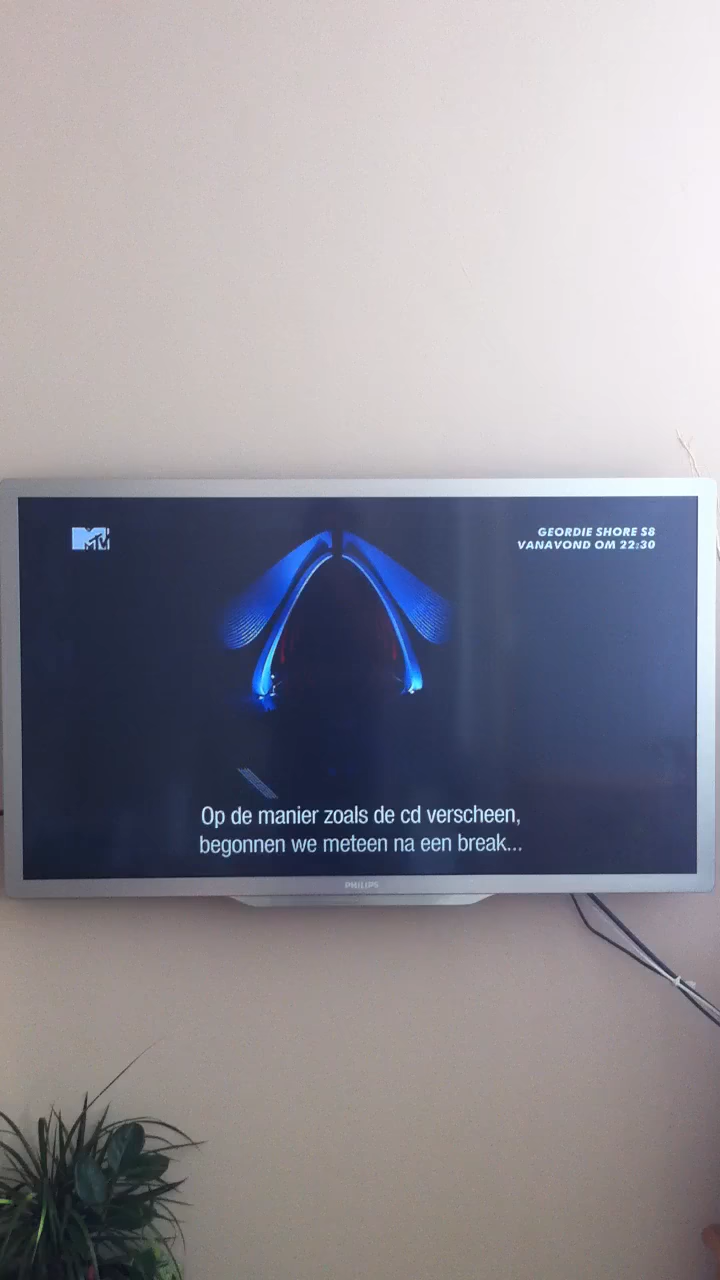 MTV
GEORDIE SHORE S8
VANAVOND OM 22:30
Op de manier zoals de cd verscheen,
begonnen we meteen na een break...
PHILIPS